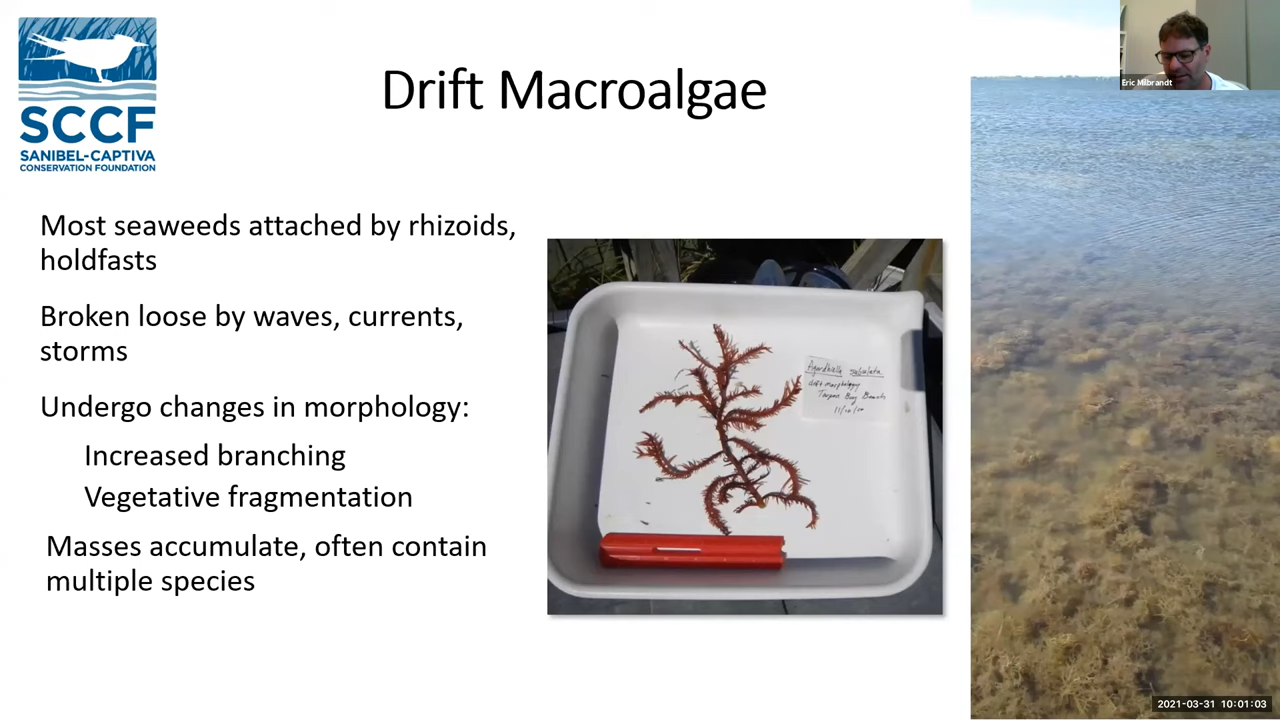 SCCF
SANIBEL-CAPTIVA
CONSERVATION FOUNDATION
Drift Macroalgae
Eric Milbrandt
Most seaweeds attached by rhizoids,
holdfasts
Broken loose by waves, currents,
storms
Undergo changes in morphology:
Increased branching
Vegetative fragmentation
Masses accumulate, often contain
multiple species
drift morphology
2021-03-31 10:01:03